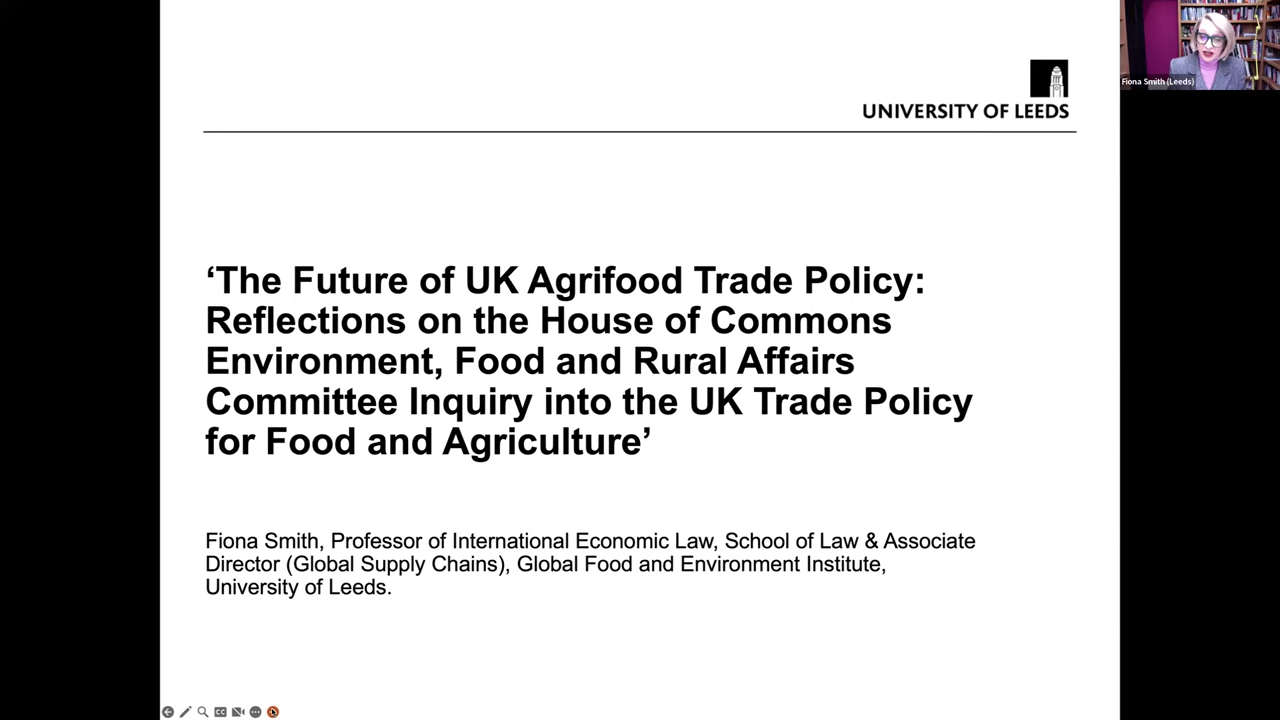 Fiona Smith (Leeds)
UNIVERSITY OF LEEDS
‘The Future of UK Agrifood Trade Policy:
Reflections on the House of Commons
Environment, Food and Rural Affairs
Committee Inquiry into the UK Trade Policy
for Food and Agriculture’
Fiona Smith, Professor of International Economic Law, School of Law & Associate
Director (Global Supply Chains), Global Food and Environment Institute,
University of Leeds.
CC